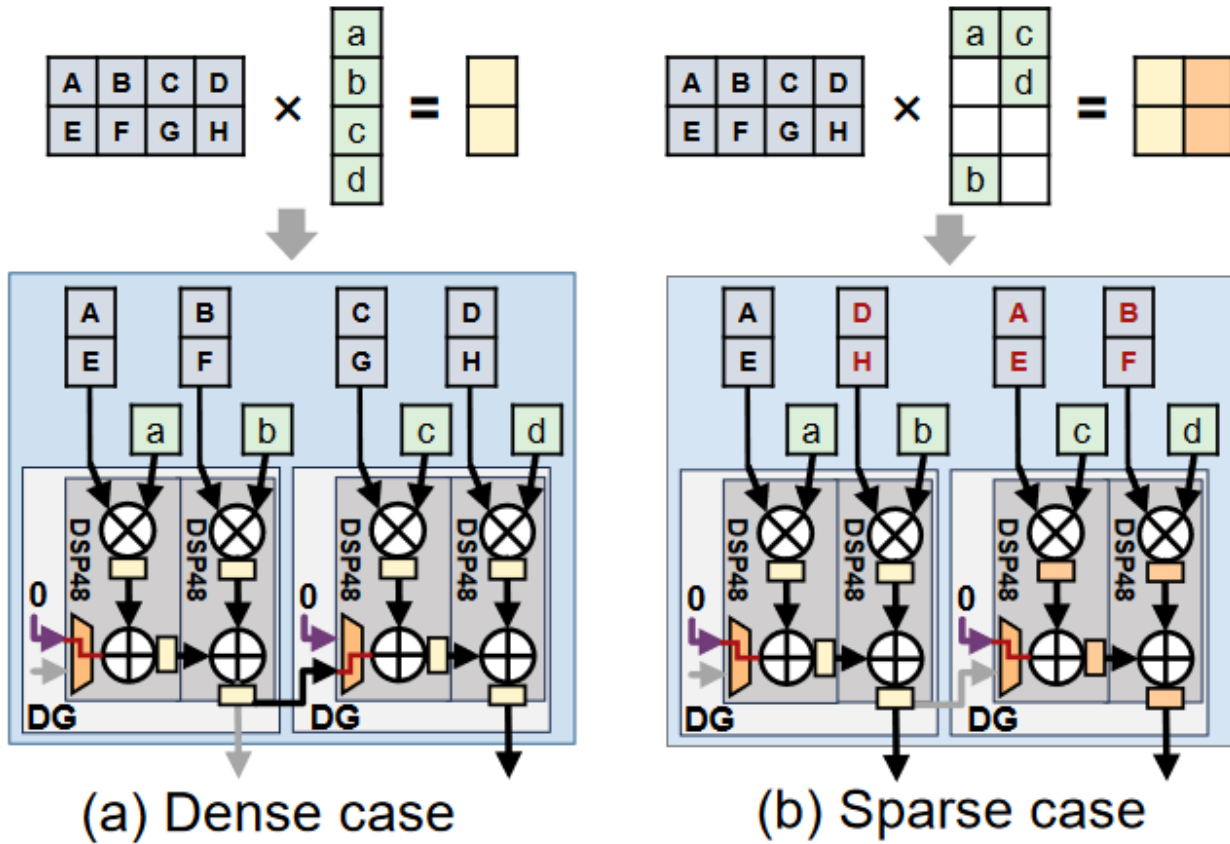 a
A B C D × b =
E F G H c
d
a c
A B C D × d =
E F G H
b
A B C D
E F G H
a b c d
DSP48 DSP48 DSP48 DSP48
0 0
DG DG
(a) Dense case
A D A B
E H E F
a b c d
DSP48 DSP48 DSP48 DSP48
0 0
DG DG
(b) Sparse case